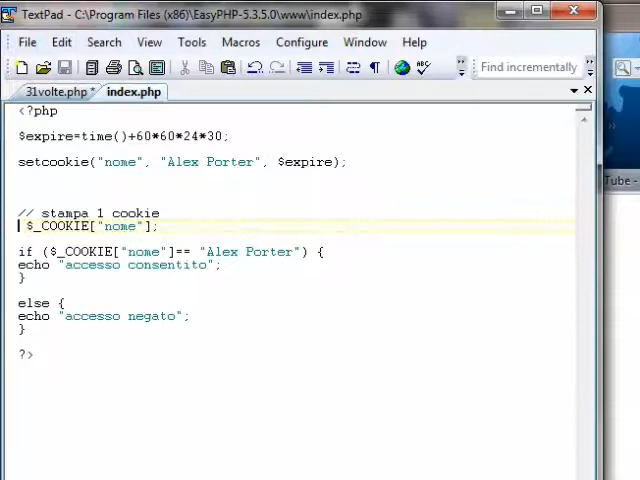 TextPad - C:\Program Files (x86)\EasyPHP-5.3.5.0\www\index.php
File Edit Search View Tools Macros Configure Window Help
Find incrementally
31volte.php * index.php
<?php
$expire=time()+60*60*24*30;
setcookie("nome", "Alex Porter", $expire);
// stampa 1 cookie
$_COOKIE["nome"];
if ($_COOKIE["nome"]== "Alex Porter") {
echo "accesso consentito";
}
else {
echo "accesso negato";
}
?>
Tube -